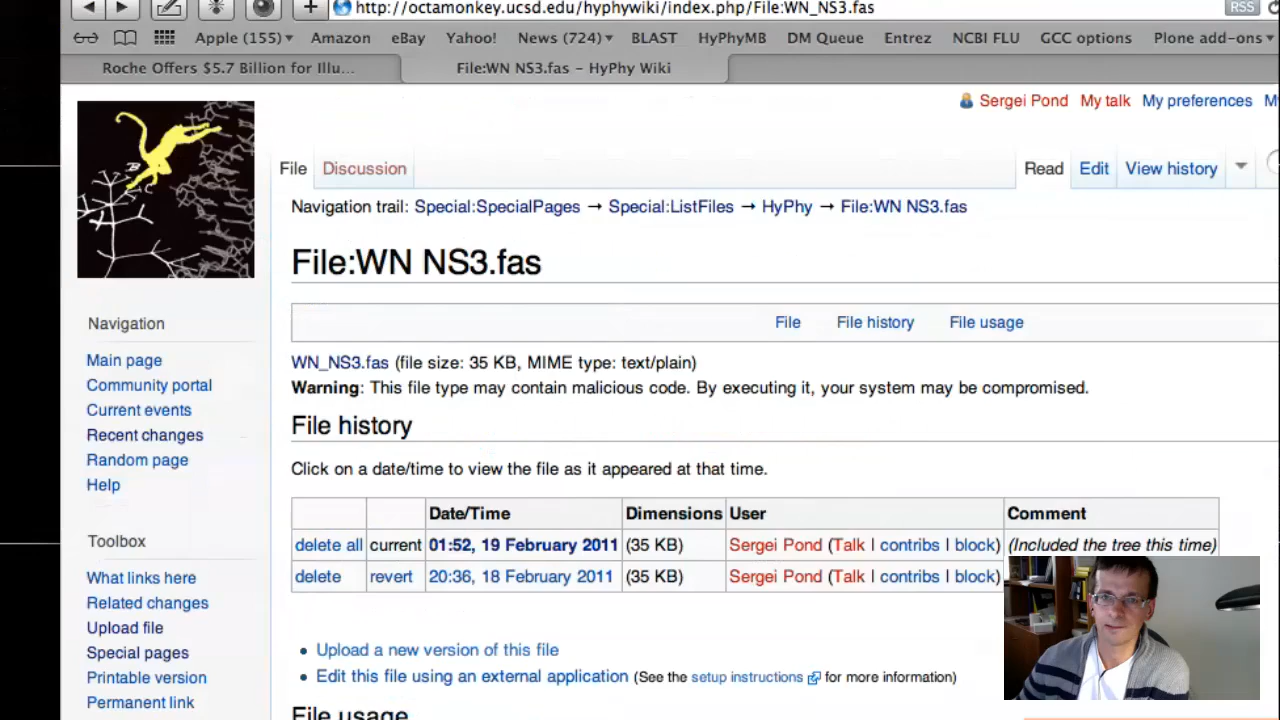 http://octamonkey.ucsd.edu/hyphywiki/index.php/File:WN_NS3.fas RSS
Apple (155)▾ Amazon eBay Yahoo! News (724)▾ BLAST HyPhyMB DM Queue Entrez NCBI FLU GCC options Plone add-ons▾
Roche Offers $5.7 Billion for Illu... File:WN NS3.fas – HyPhy Wiki
Sergei Pond My talk My preferences
File Discussion Read Edit View history
Navigation trail: Special:SpecialPages → Special:ListFiles → HyPhy → File:WN NS3.fas
File:WN NS3.fas
File File history File usage
WN_NS3.fas (file size: 35 KB, MIME type: text/plain)
Warning: This file type may contain malicious code. By executing it, your system may be compromised.
File history
Click on a date/time to view the file as it appeared at that time.
Date/Time Dimensions User Comment
delete all current 01:52, 19 February 2011 (35 KB) Sergei Pond (Talk | contribs | block) (Included the tree this time)
delete revert 20:36, 18 February 2011 (35 KB) Sergei Pond (Talk | contribs | block)
• Upload a new version of this file
• Edit this file using an external application (See the setup instructions for more information)
File usage
Navigation
Main page
Community portal
Current events
Recent changes
Random page
Help
Toolbox
What links here
Related changes
Upload file
Special pages
Printable version
Permanent link